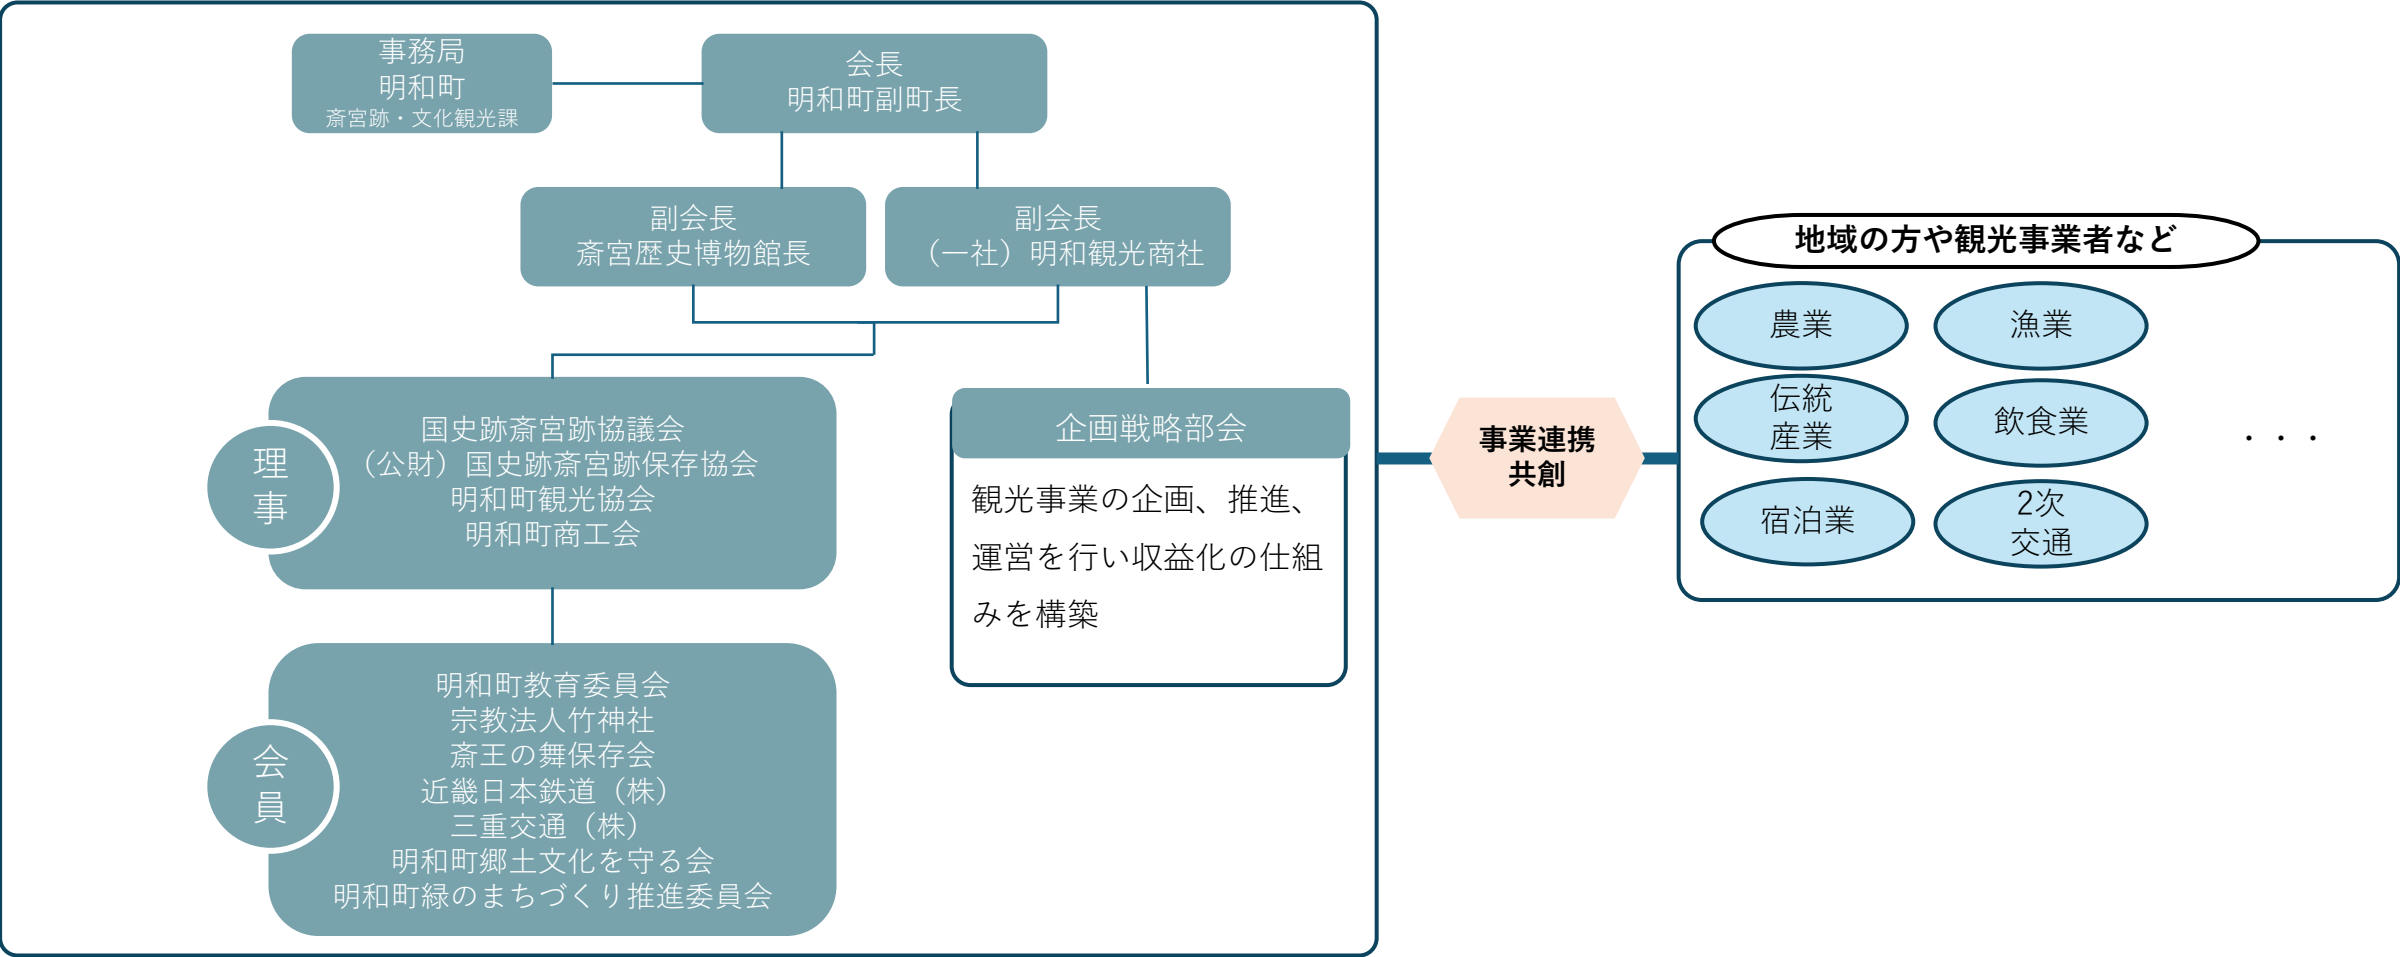 事務局
明和町
斎宮跡・文化観光課
会長
明和町副町長
副会長
斎宮歴史博物館長
副会長
（一社）明和観光商社
理
事
国史跡斎宮跡協議会
（公財）国史跡斎宮跡保存協会
明和町観光協会
明和町商工会
会
員
明和町教育委員会
宗教法人竹神社
斎王の舞保存会
近畿日本鉄道（株）
三重交通（株）
明和町郷土文化を守る会
明和町緑のまちづくり推進委員会
企画戦略部会
観光事業の企画、推進、
運営を行い収益化の仕組
みを構築
事業連携
共創
地域の方や観光事業者など
農業
漁業
伝統
産業
飲食業
・・・
宿泊業
2次
交通